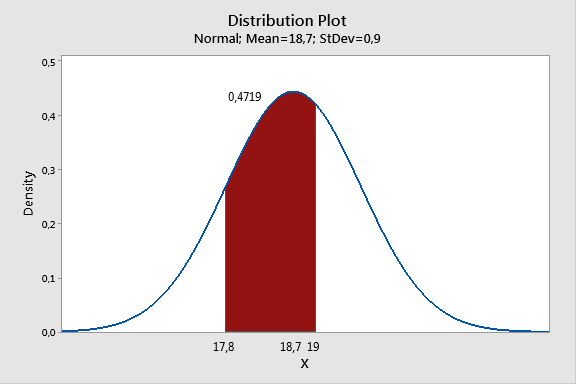 Distribution Plot
Normal; Mean=18,7; StDev=0,9
0,5
0,4
0,3
0,2
0,1
0,0
Density
0,4719
17,8 18,7 19
X